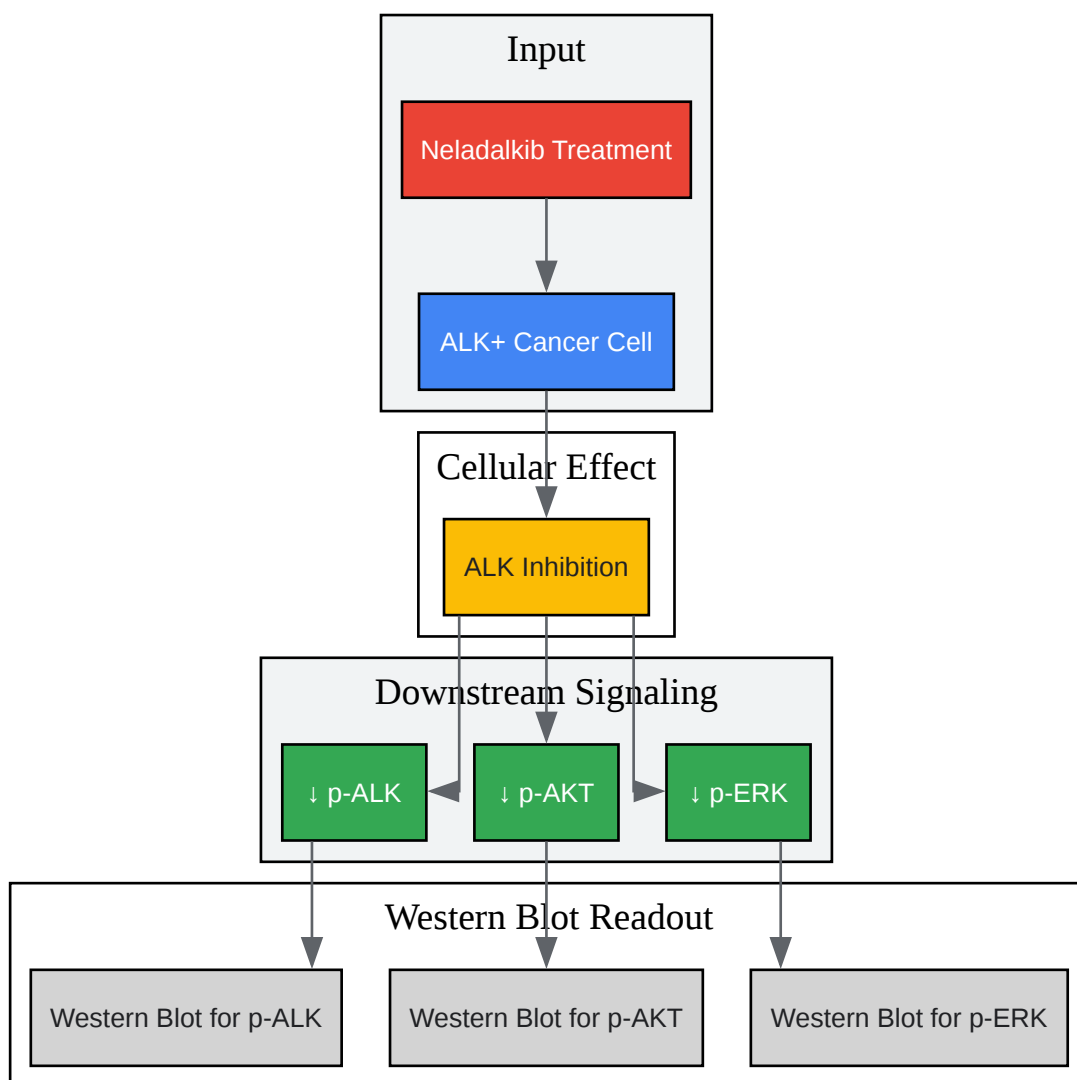 Input
Neladalkib Treatment
ALK+ Cancer Cell
Cellular Effect
ALK Inhibition
Downstream Signaling
↓ p-ALK
↓ p-AKT
↓ p-ERK
Western Blot Readout
Western Blot for p-ALK
Western Blot for p-AKT
Western Blot for p-ERK